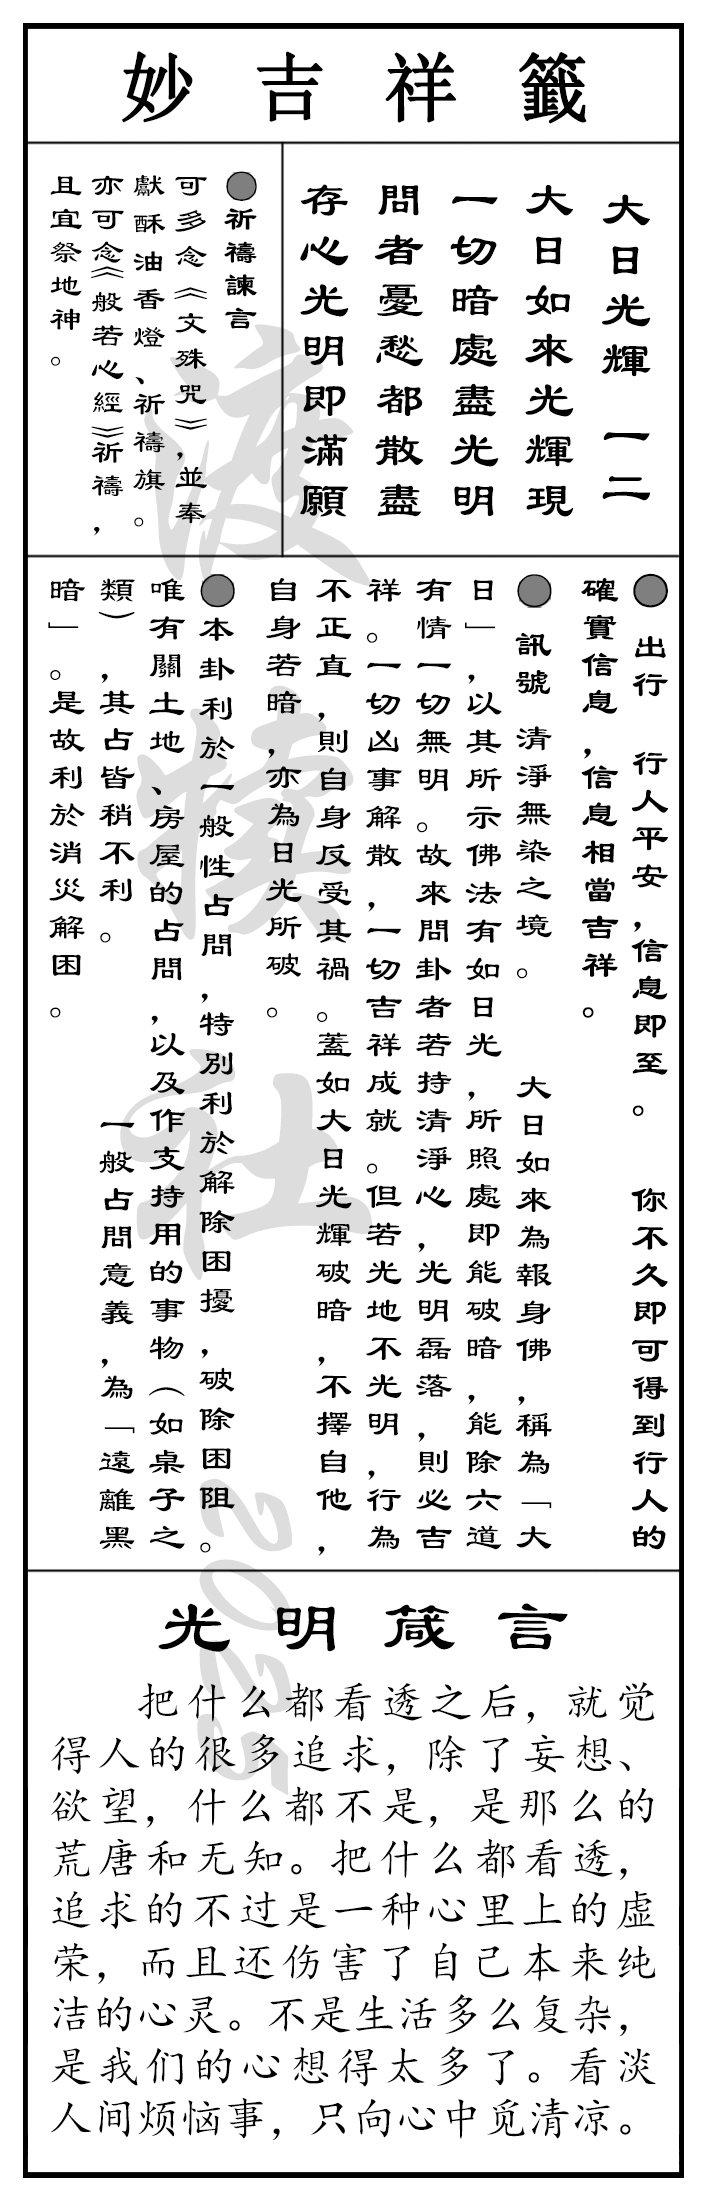 妙吉祥籤
大日光輝　一二
大日如來光輝現
一切暗處盡光明
問者憂愁都散盡
存心光明即滿願
●祈禱諫言
可多念《文殊咒》，並奉
獻酥油香燈、祈禱旗。
亦可念《般若心經》祈禱，
且宜祭地神。
●出行　行人平安，信息即至。　你不久即可得到行人的
確實信息，信息相當吉祥。
●訊號　清淨無染之境。　大日如來為報身佛，稱為「大
日」，以其所示佛法有如日光，所照處即能破暗，能除六道
有情一切無明。故來問卦者若持清淨心，光明磊落，則必吉
祥。一切凶事解散，一切吉祥成就。但若光地不光明，行為
不正直，則自身反受其禍。蓋如大日光輝破暗，不擇自他，
自身若暗，亦為日光所破。
●本卦利於一般性占問，特別利於解除困擾，破除困阻。
唯有關土地、房屋的占問，以及作支持用的事物（如桌子之
類），其占皆稍不利。　一般占問意義，為「遠離黑
暗」。是故利於消災解困。
光明箴言
把什么都看透之后，就觉
得人的很多追求，除了妄想、
欲望，什么都不是，是那么的
荒唐和无知。把什么都看透，
追求的不过是一种心里上的虚
荣，而且还伤害了自己本来纯
洁的心灵。不是生活多么复杂，
是我们的心想得太多了。看淡
人间烦恼事，只向心中觅清凉。
渡犊社2025